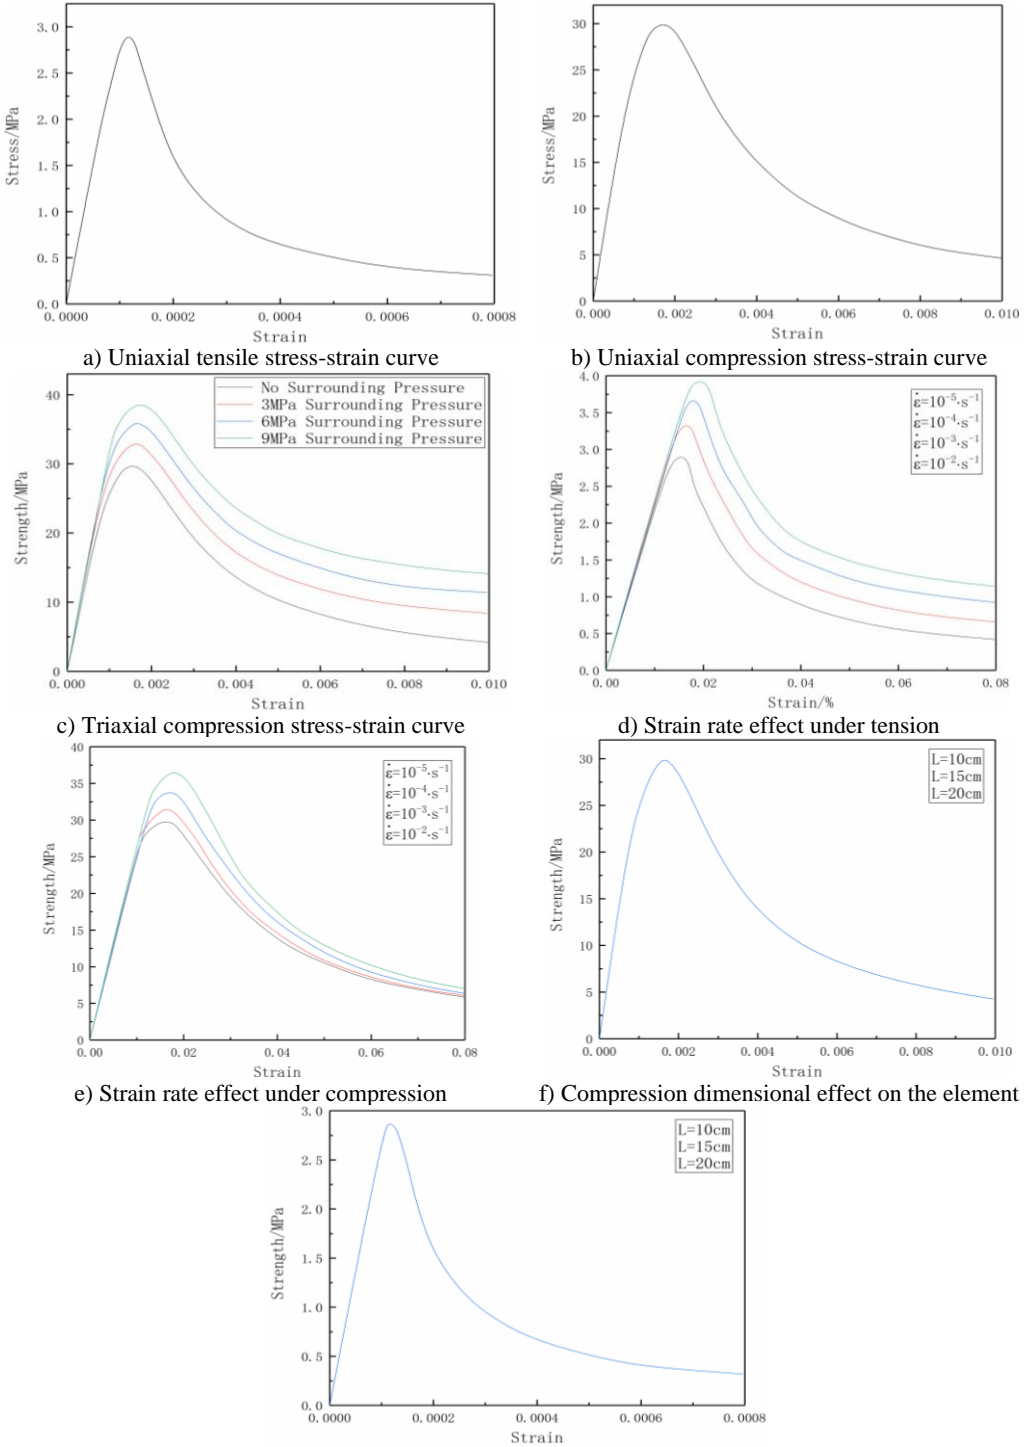 3.0
2.5
2.0
1.5
1.0
0.5
0.0
Stress/MPa
0.0000 0.0002 0.0004 0.0006 0.0008
Strain
a) Uniaxial tensile stress-strain curve
30
25
20
15
10
5
0
Stress/MPa
0.000 0.002 0.004 0.006 0.008 0.010
Strain
b) Uniaxial compression stress-strain curve
No Surrounding Pressure
3MPa Surrounding Pressure
6MPa Surrounding Pressure
9MPa Surrounding Pressure
40
30
20
10
0
Strength/MPa
0.000 0.002 0.004 0.006 0.008 0.010
Strain
c) Triaxial compression stress-strain curve
4.0
3.5
3.0
2.5
2.0
1.5
1.0
0.5
0.0
Strength/MPa
ε̇=10⁻⁵·s⁻¹
ε̇=10⁻⁴·s⁻¹
ε̇=10⁻³·s⁻¹
ε̇=10⁻²·s⁻¹
0.00 0.02 0.04 0.06 0.08
Strain/%
d) Strain rate effect under tension
40
35
30
25
20
15
10
5
0
Strength/MPa
ε̇=10⁻⁵·s⁻¹
ε̇=10⁻⁴·s⁻¹
ε̇=10⁻³·s⁻¹
ε̇=10⁻²·s⁻¹
0.00 0.02 0.04 0.06 0.08
Strain
e) Strain rate effect under compression
30
25
20
15
10
5
0
Strength/MPa
L=10cm
L=15cm
L=20cm
0.000 0.002 0.004 0.006 0.008 0.010
Strain
f) Compression dimensional effect on the element
3.0
2.5
2.0
1.5
1.0
0.5
0.0
Strength/MPa
L=10cm
L=15cm
L=20cm
0.0000 0.0002 0.0004 0.0006 0.0008
Strain